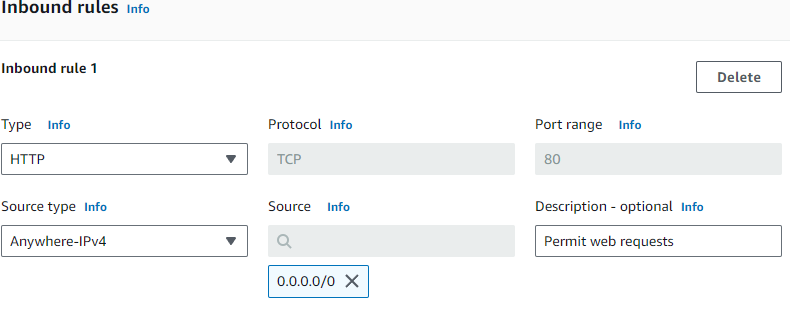 Inbound rules Info
Inbound rule 1
Delete
Type Info
Protocol Info
Port range Info
HTTP
TCP
80
Source type Info
Source Info
Description - optional Info
Anywhere-IPv4
Permit web requests
0.0.0.0/0